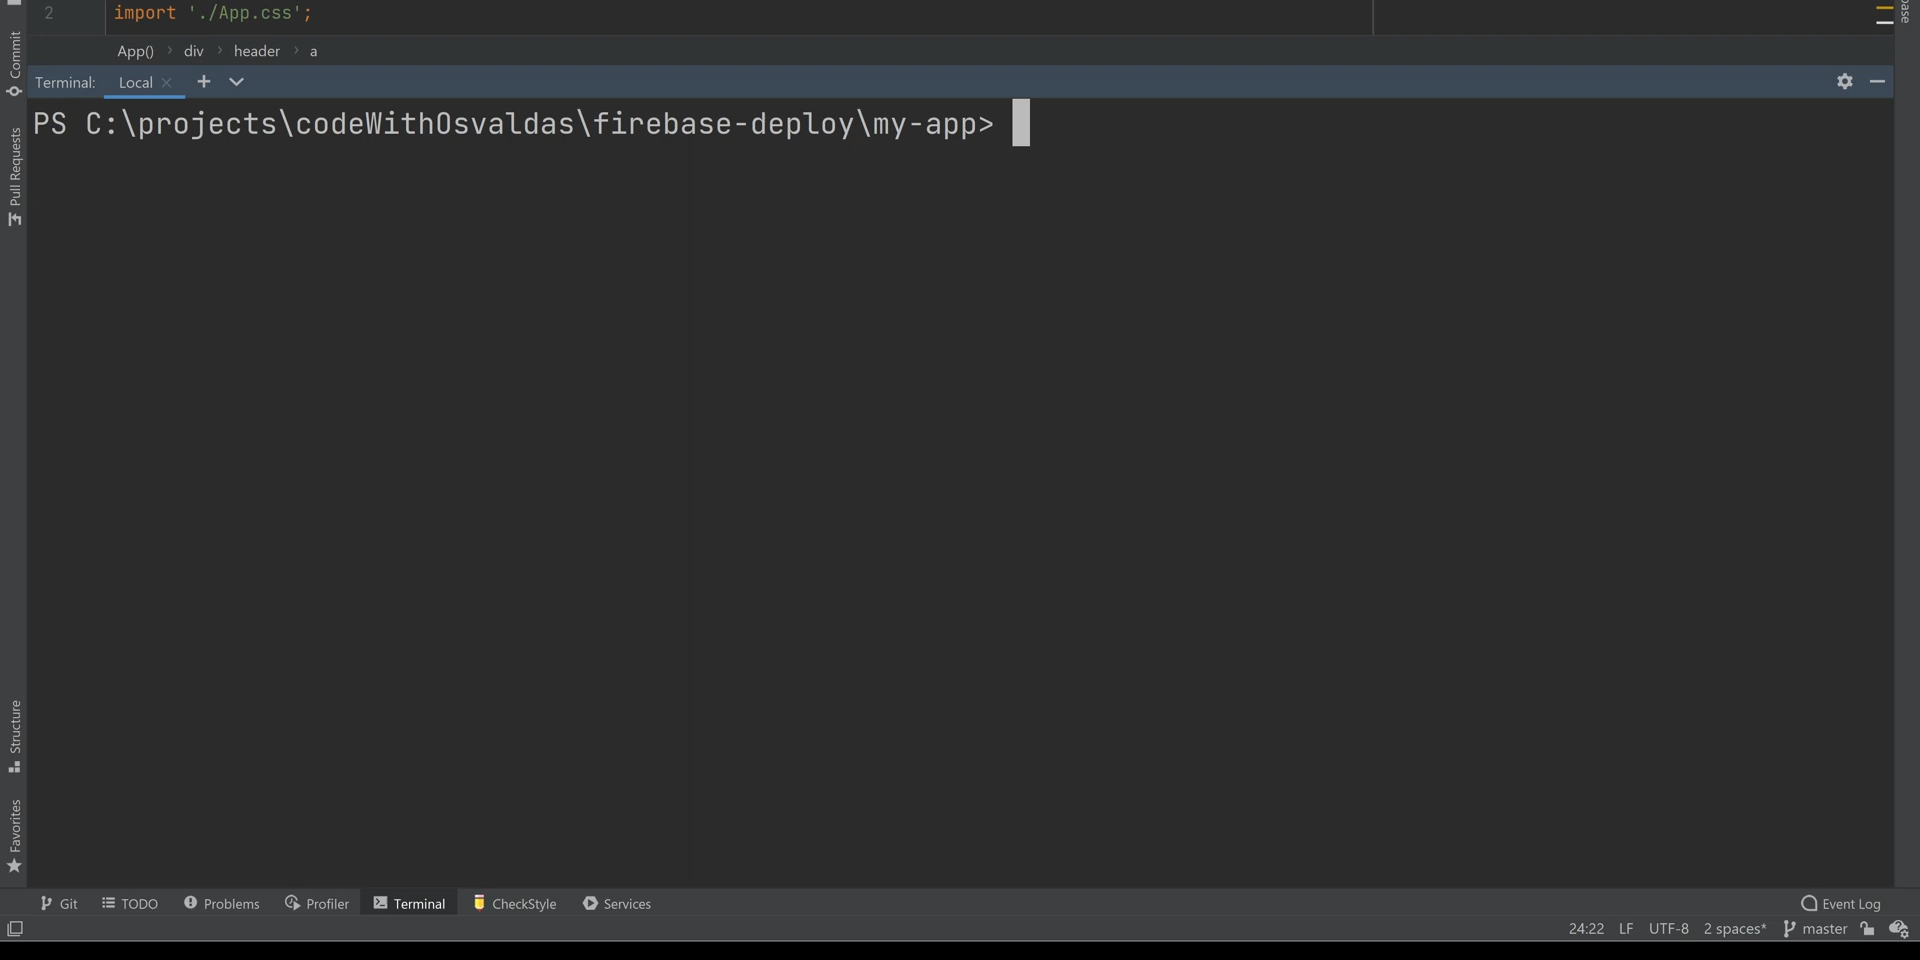 2 import './App.css';
App() › div › header › a
Terminal: Local × +
PS C:\projects\codeWithOsvaldas\firebase-deploy\my-app>
Commit
Pull Requests
Structure
Favorites
Git TODO Problems Profiler Terminal CheckStyle Services Event Log
24:22 LF UTF-8 2 spaces* master